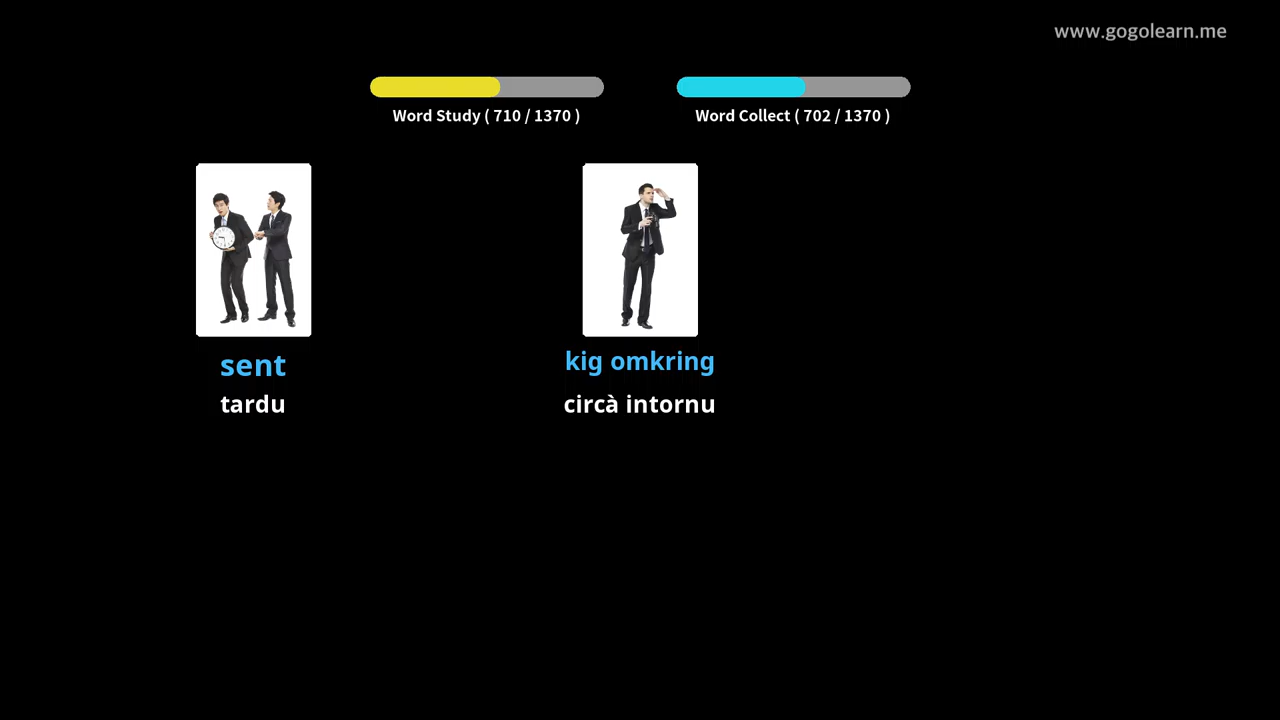 www.gogolearn.me
Word Study ( 710 / 1370 )
Word Collect ( 702 / 1370 )
sent
tardu
kig omkring
circà intornu